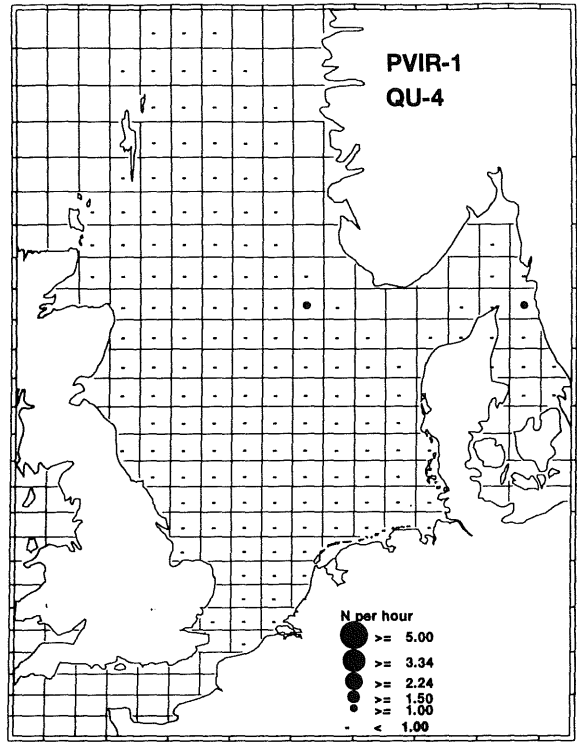 PVIR-1
QU-4
N per hour
>= 5.00
>= 3.34
>= 2.24
>= 1.50
>= 1.00
- < 1.00